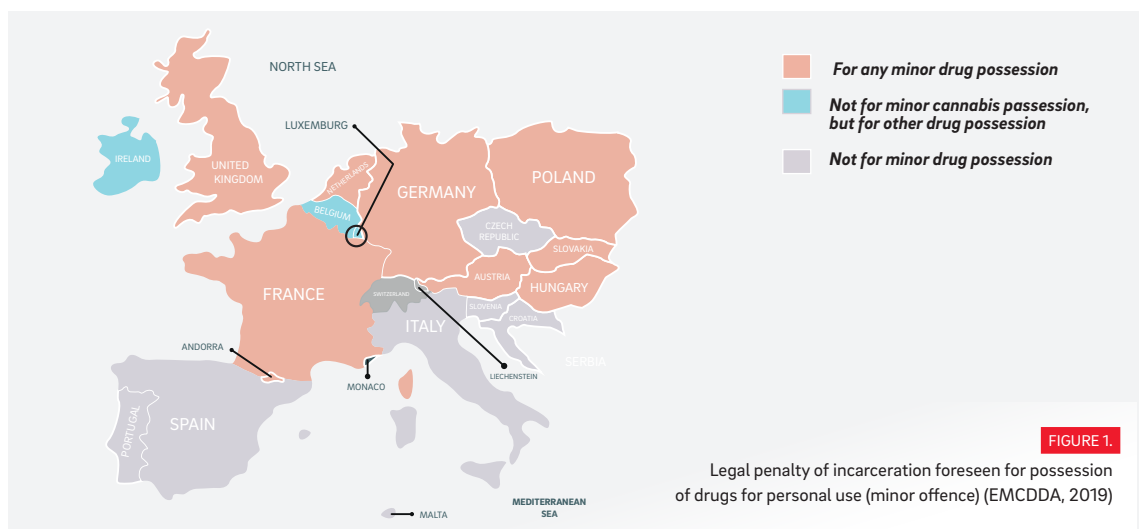 NORTH SEA
LUXEMBURG
IRELAND
UNITED
KINGDOM
NETHERLANDS
BELGIUM
GERMANY
POLAND
CZECH
REPUBLIC
SLOVAKIA
AUSTRIA
HUNGARY
FRANCE
SWITZERLAND
SLOVENIA
CROATIA
ITALY
SERBIA
ANDORRA
MONACO
LIECHTENSTEIN
PORTUGAL
SPAIN
MEDITERRANEAN
SEA
MALTA
For any minor drug possession
Not for minor cannabis passession,
but for other drug possession
Not for minor drug possession
FIGURE 1.
Legal penalty of incarceration foreseen for possession
of drugs for personal use (minor offence) (EMCDDA, 2019)